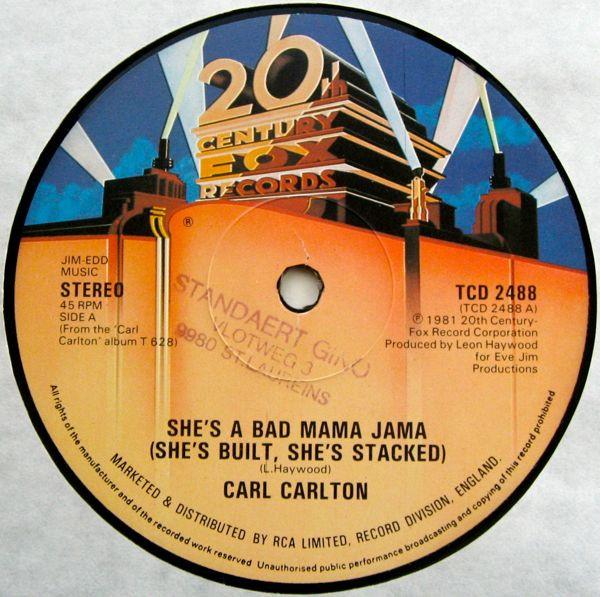 20th
CENTURY
FOX
RECORDS
®
JIM-EDD
MUSIC
STEREO
45 RPM
SIDE A
(From the 'Carl
Carlton' album T 628)
TCD 2488
(TCD 2488 A)
℗ 1981 20th Century-
Fox Record Corporation
Produced by Leon Haywood
for Eve Jim
Productions
STANDAERT GINO
VLOTWEG 3
9980 ST.LAUREINS
SHE'S A BAD MAMA JAMA
(SHE'S BUILT, SHE'S STACKED)
(L.Haywood)
CARL CARLTON
MARKETED & DISTRIBUTED BY RCA LIMITED, RECORD DIVISION, ENGLAND.
All rights of the manufacturer and of the recorded work reserved Unauthorised public performance broadcasting and copying of this record prohibited